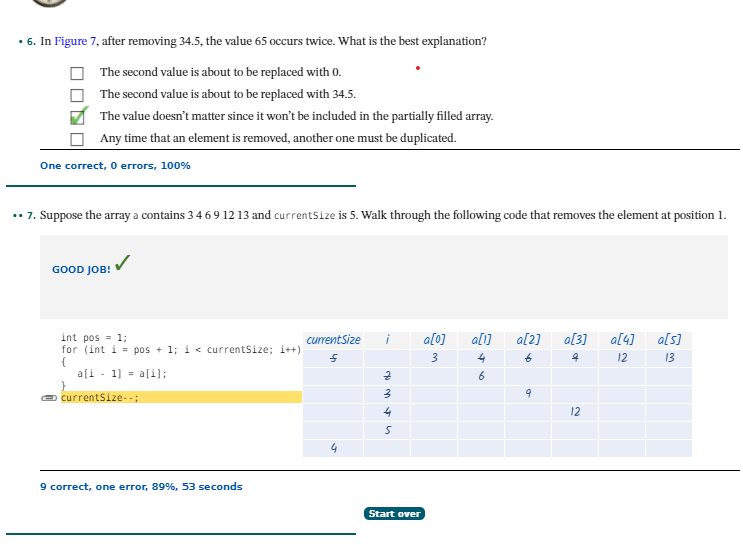 • 6. In Figure 7, after removing 34.5, the value 65 occurs twice. What is the best explanation?
The second value is about to be replaced with 0.
The second value is about to be replaced with 34.5.
The value doesn't matter since it won't be included in the partially filled array.
Any time that an element is removed, another one must be duplicated.
One correct, 0 errors, 100%
•• 7. Suppose the array a contains 3 4 6 9 12 13 and currentSize is 5. Walk through the following code that removes the element at position 1.
GOOD JOB!
int pos = 1;
for (int i = pos + 1; i < currentSize; i++)
{
a[i - 1] = a[i];
}
currentSize--;
currentSize i a[0] a[1] a[2] a[3] a[4] a[5]
5 3 4 6 9 12 13
2 6
3 9
4 12
5
4
9 correct, one error, 89%, 53 seconds
Start over